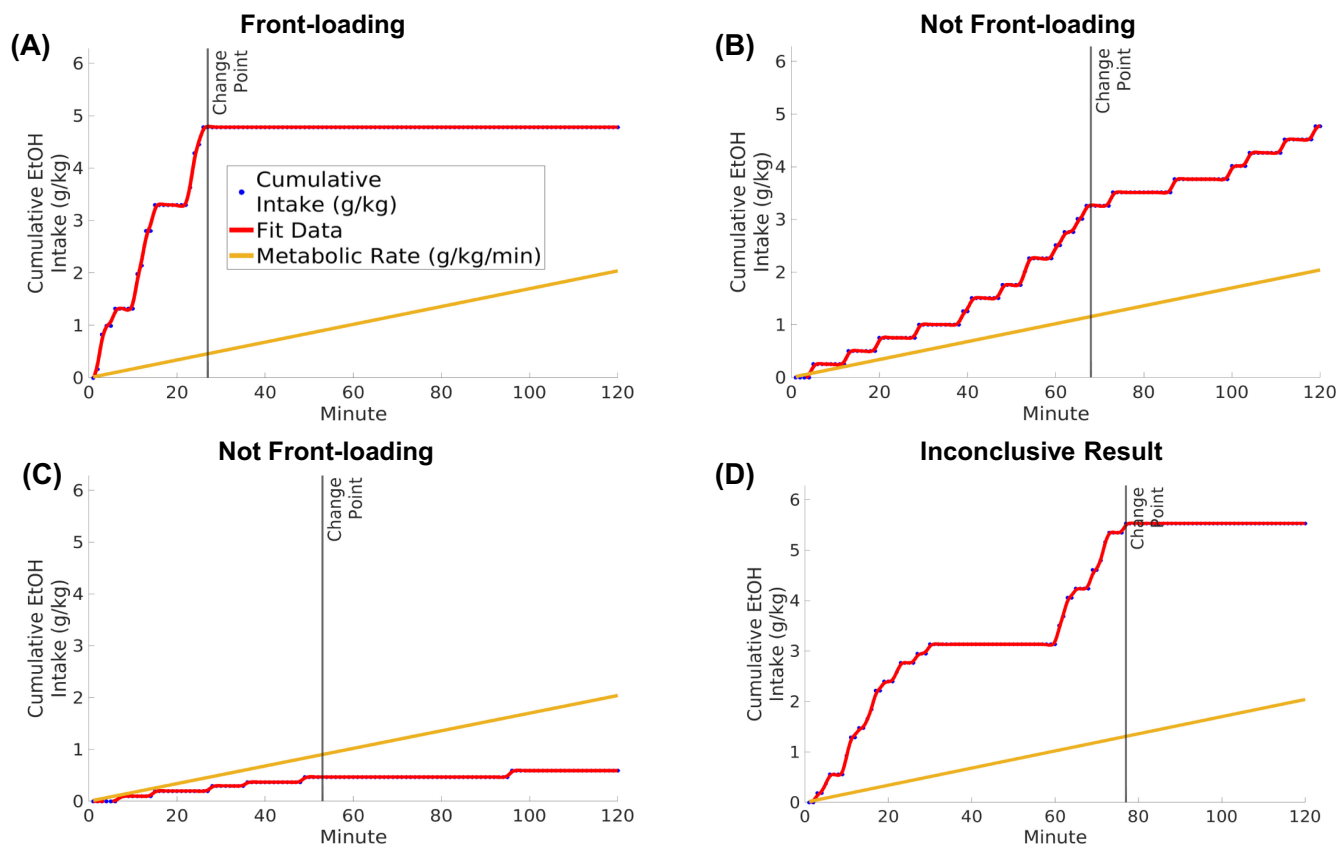 Front-loading
(A)
Cumulative EtOH
Intake (g/kg)
6
5
4
3
2
1
0
Change
Point
Cumulative
Intake (g/kg)
Fit Data
Metabolic Rate (g/kg/min)
0 20 40 60 80 100 120
Minute
Not Front-loading
(B)
Cumulative EtOH
Intake (g/kg)
6
5
4
3
2
1
0
Change
Point
0 20 40 60 80 100 120
Minute
Not Front-loading
(C)
Cumulative EtOH
Intake (g/kg)
6
5
4
3
2
1
0
Change
Point
0 20 40 60 80 100 120
Minute
Inconclusive Result
(D)
Cumulative EtOH
Intake (g/kg)
6
5
4
3
2
1
0
Change
Point
0 20 40 60 80 100 120
Minute